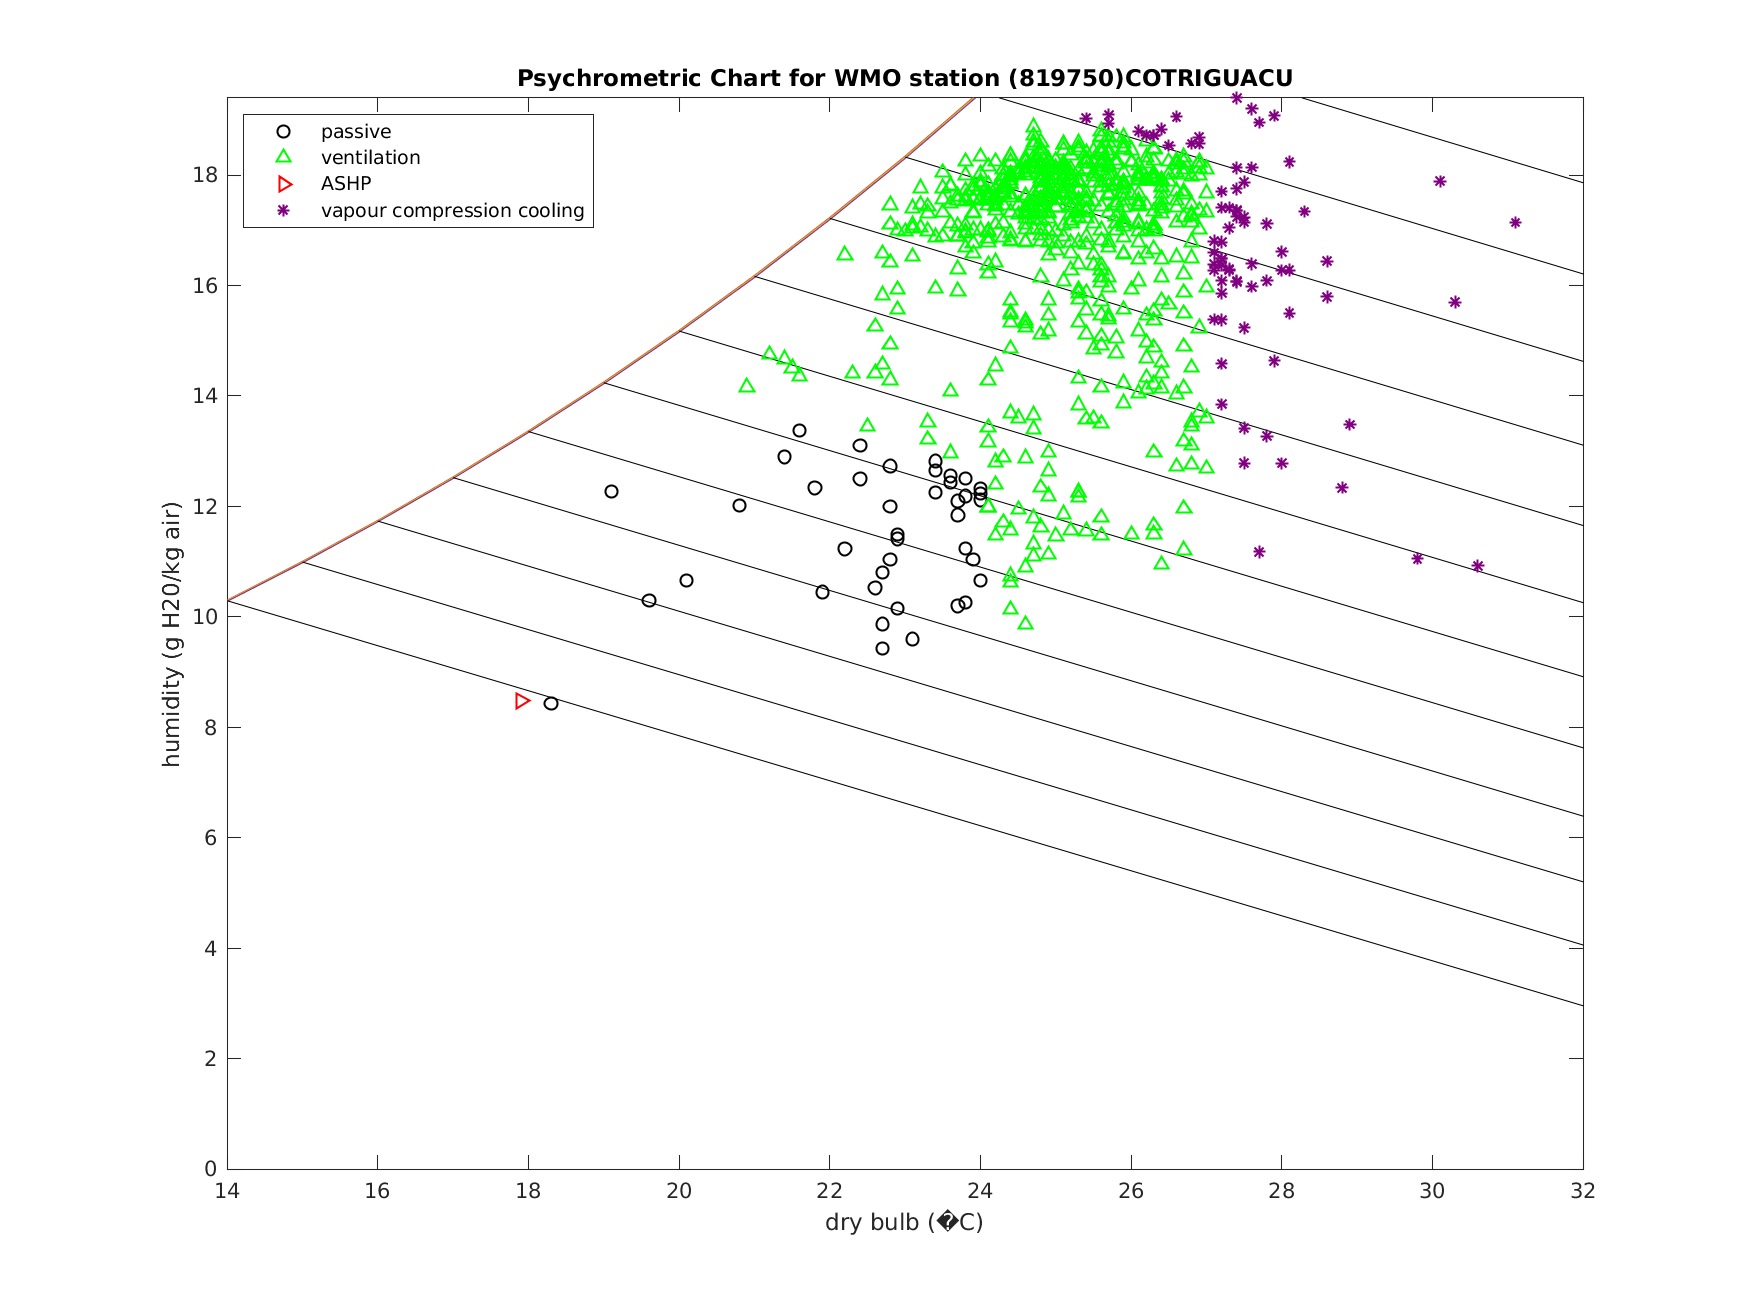 Psychrometric Chart for WMO station (819750)COTRIGUACU
passive
ventilation
ASHP
vapour compression cooling
humidity (g H20/kg air)
18
16
14
12
10
8
6
4
2
0
14 16 18 20 22 24 26 28 30 32
dry bulb (�C)